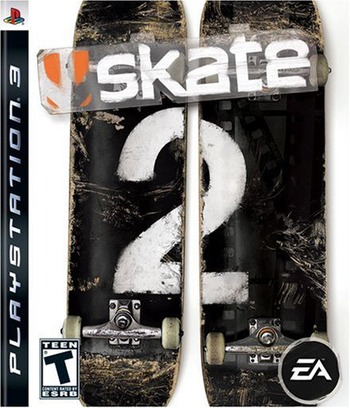 PLAYSTATION 3
skate
2
TEEN
T
CONTENT RATED BY
ESRB
EA